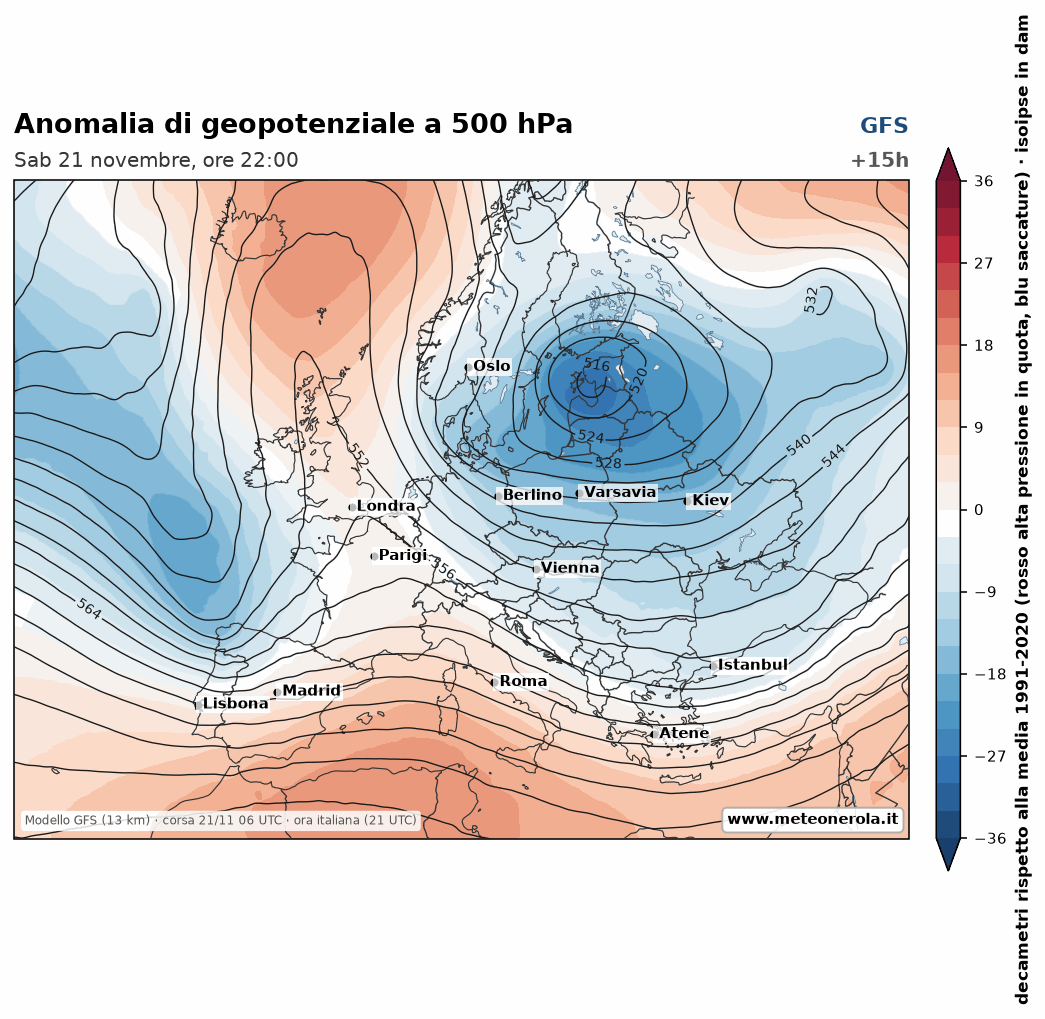 Anomalia di geopotenziale a 500 hPa
GFS
Sab 21 novembre, ore 22:00
+15h
532
516
520
Oslo
524
540
552
544
528
Berlino
Varsavia
Kiev
Londra
Parigi
556
Vienna
564
Istanbul
Roma
Madrid
Lisbona
Atene
Modello GFS (13 km) · corsa 21/11 06 UTC · ora italiana (21 UTC)
www.meteonerola.it
36
27
18
9
0
−9
−18
−27
−36
decametri rispetto alla media 1991-2020 (rosso alta pressione in quota, blu saccature) · isoipse in dam